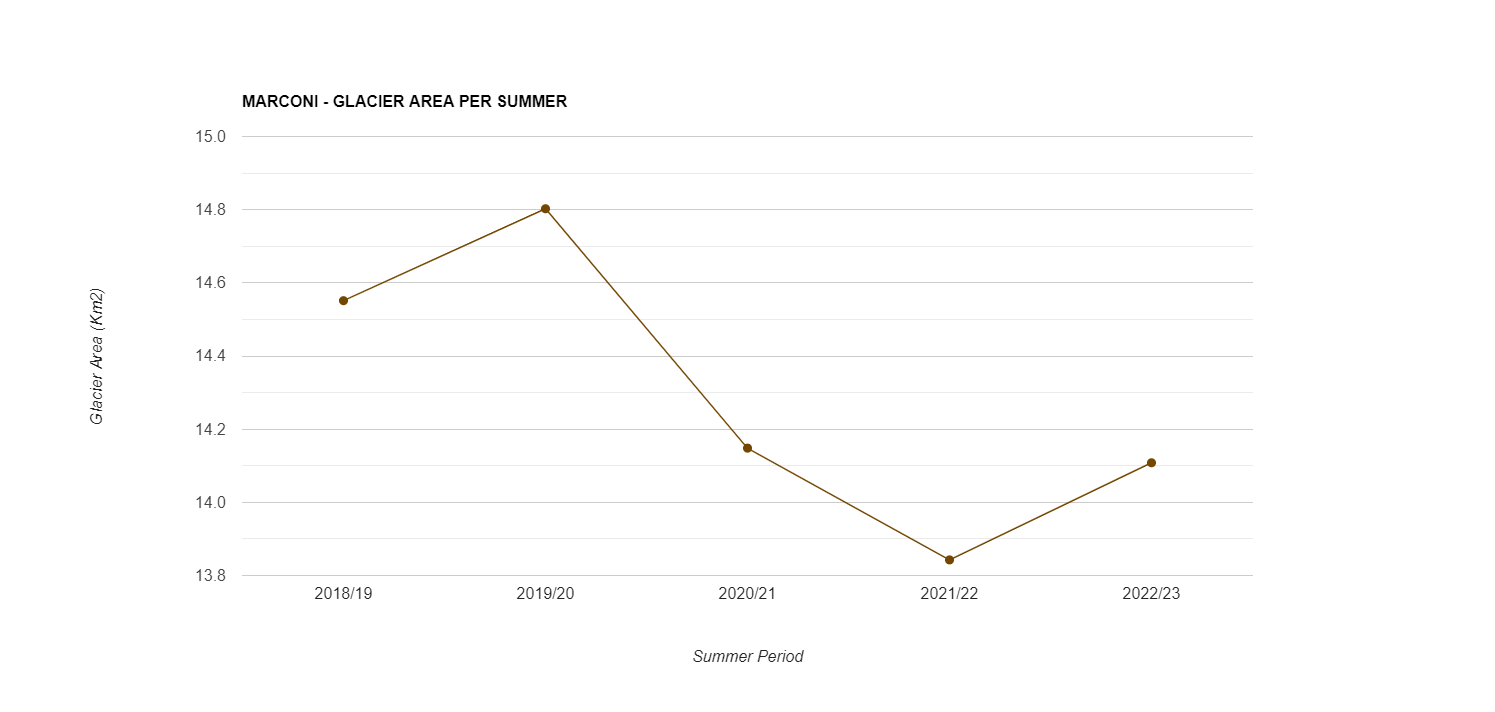 MARCONI - GLACIER AREA PER SUMMER
15.0
14.8
14.6
14.4
14.2
14.0
13.8
Glacier Area (Km2)
2018/19 2019/20 2020/21 2021/22 2022/23
Summer Period